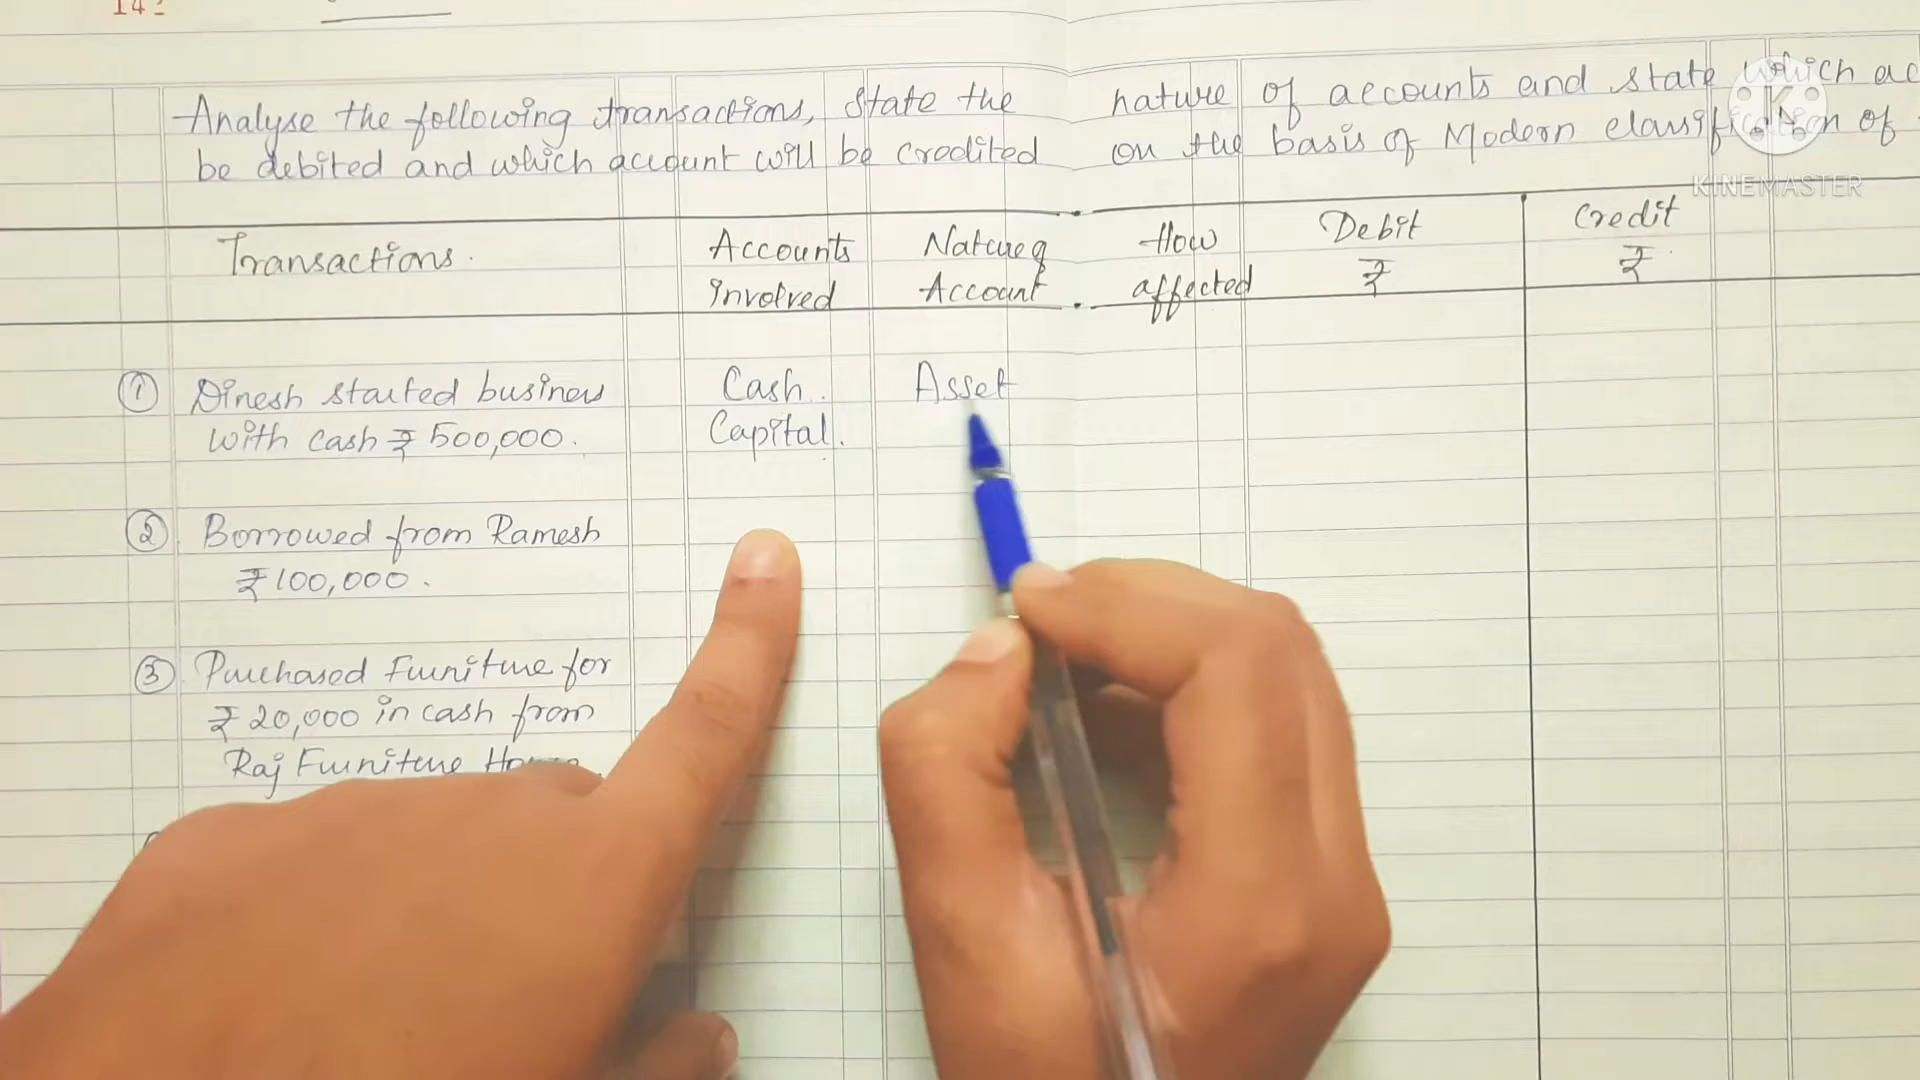 Analyse the following transactions, State the nature of accounts and state which
be debited and which account will be credited on the basis of Modern classification of
KINEMASTER
Transactions. Accounts involved Nature of Account. How affected Debit ₹ Credit ₹
① Dinesh started business Cash. Asset
with cash ₹ 500,000. Capital.
② Borrowed from Ramesh
₹ 100,000.
③ Purchased Furniture for
₹ 20,000 in cash from
Raj Furniture